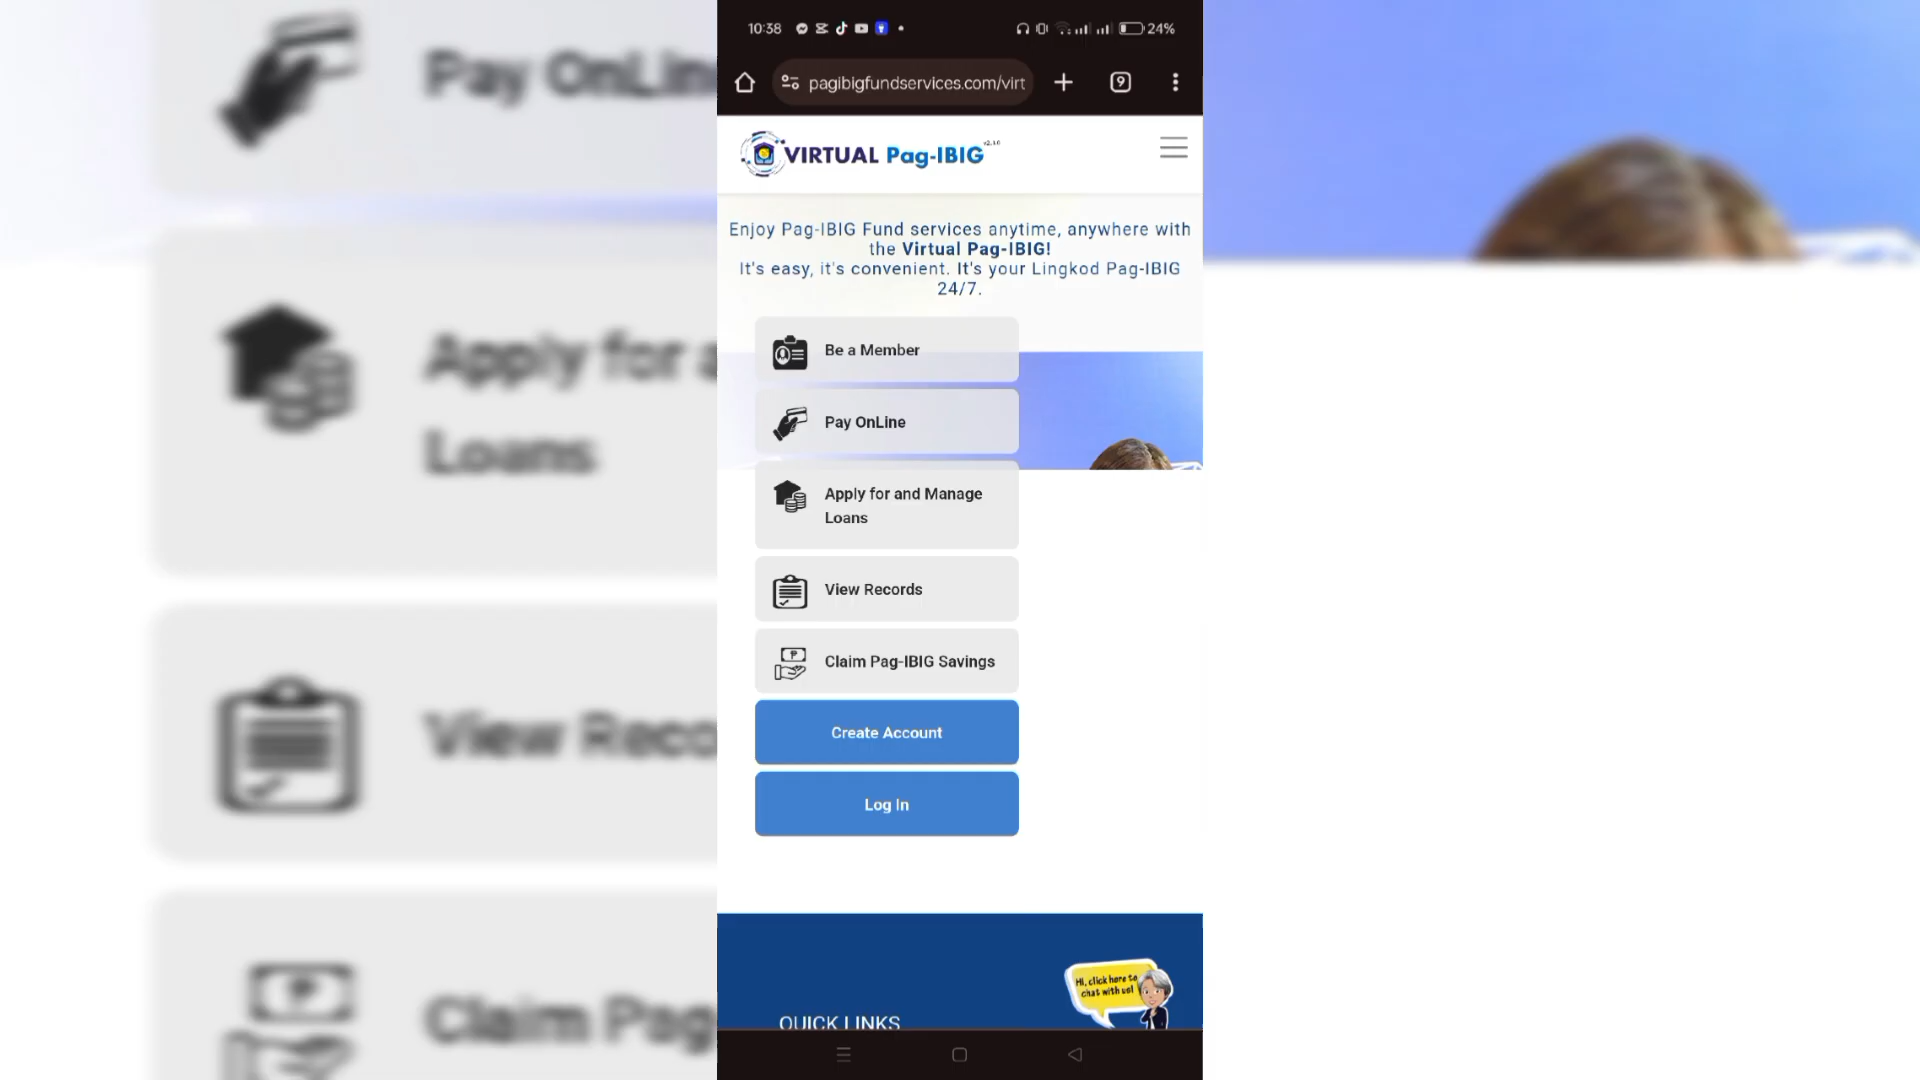 10:38
24%
pagibigfundservices.com/virt
9
VIRTUAL Pag-IBIG
Enjoy Pag-IBIG Fund services anytime, anywhere with
the Virtual Pag-IBIG!
It's easy, it's convenient. It's your Lingkod Pag-IBIG
24/7.
Be a Member
Pay OnLine
Apply for and Manage
Loans
View Records
Claim Pag-IBIG Savings
Create Account
Log In
Hi, click here to
chat with us!
QUICK LINKS
Pay OnLin
Apply for a
Loans
View Reco
Claim Pag